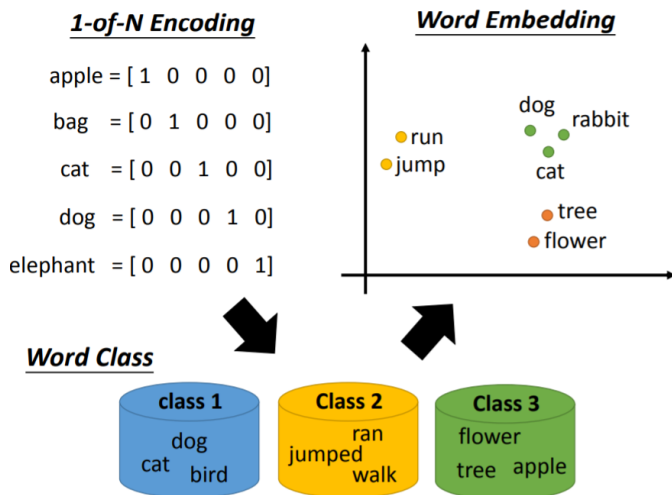 1-of-N Encoding
apple = [ 1 0 0 0 0]
bag = [ 0 1 0 0 0]
cat = [ 0 0 1 0 0]
dog = [ 0 0 0 1 0]
elephant = [ 0 0 0 0 1]
Word Embedding
dog
rabbit
run
jump
cat
tree
flower
Word Class
class 1
dog
cat
bird
Class 2
ran
jumped
walk
Class 3
flower
tree
apple